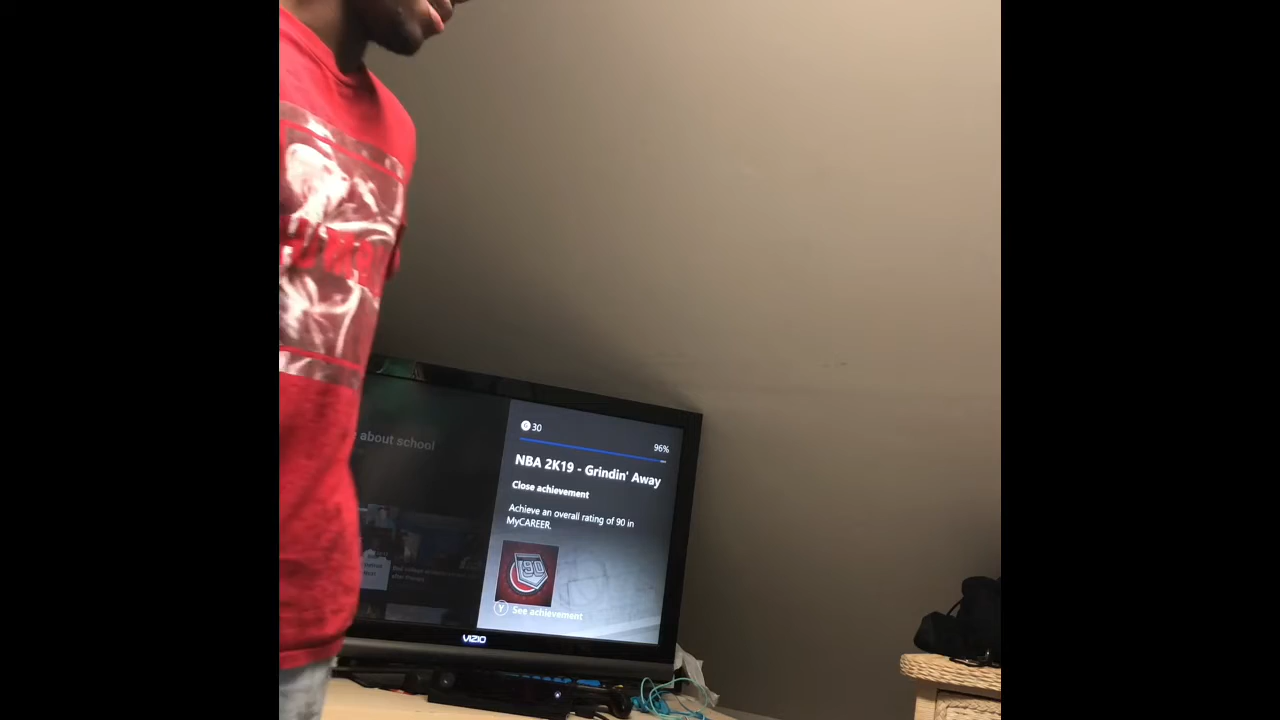 about school
30
96%
NBA 2K19 - Grindin' Away
Close achievement
Achieve an overall rating of 90 in
MyCAREER.
90
Y See achievement
VIZIO